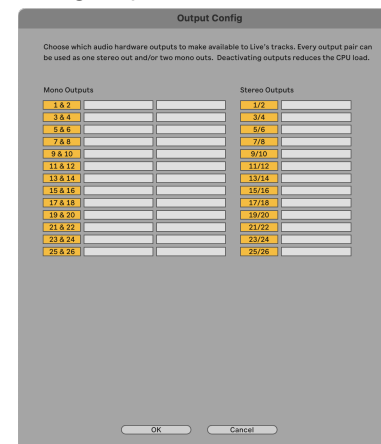 Output Config
Choose which audio hardware outputs to make available to Live's tracks. Every output pair can
be used as one stereo out and/or two mono outs. Deactivating outputs reduces the CPU load.
Mono Outputs
Stereo Outputs
1 & 2
1/2
3 & 4
3/4
5 & 6
5/6
7 & 8
7/8
9 & 10
9/10
11 & 12
11/12
13 & 14
13/14
15 & 16
15/16
17 & 18
17/18
19 & 20
19/20
21 & 22
21/22
23 & 24
23/24
25 & 26
25/26
OK
Cancel